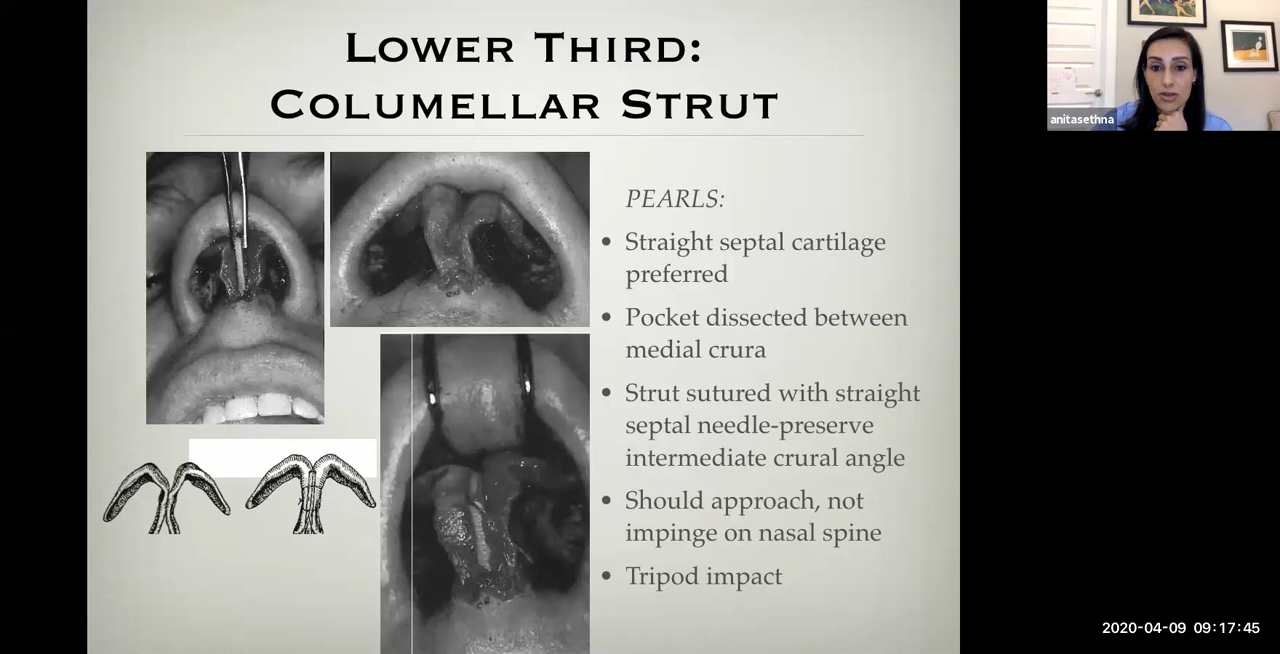 LOWER THIRD:
COLUMELLAR STRUT
PEARLS:
• Straight septal cartilage
preferred
• Pocket dissected between
medial crura
• Strut sutured with straight
septal needle-preserve
intermediate crural angle
• Should approach, not
impinge on nasal spine
• Tripod impact
anitasethna
2020-04-09 09:17:45